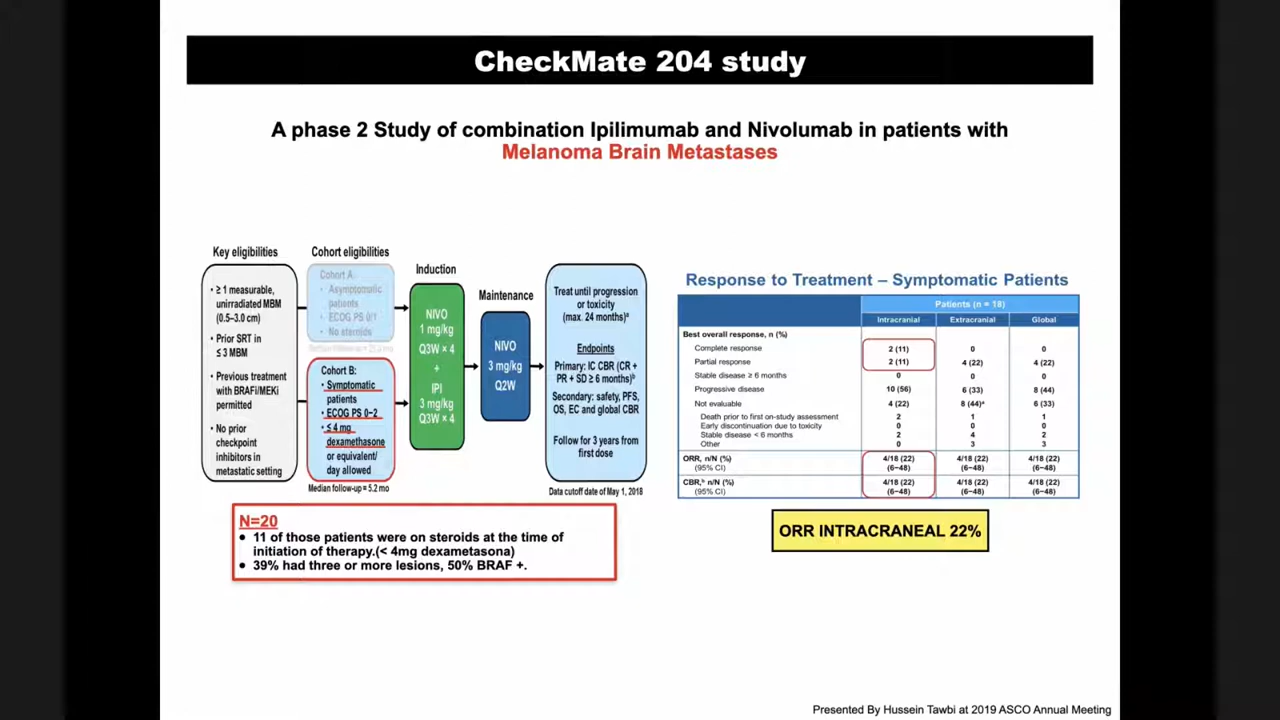 CheckMate 204 study
A phase 2 Study of combination Ipilimumab and Nivolumab in patients with
Melanoma Brain Metastases
Key eligibilities
• ≥ 1 measurable,
unirradiated MBM
(0.5–3.0 cm)
• Prior SRT in
≤ 3 MBM
• Previous treatment
with BRAFi/MEKi
permitted
• No prior
checkpoint
inhibitors in
metastatic setting
Cohort eligibilities
Cohort A:
• Asymptomatic
patients
• ECOG PS 0/1
• No steroids
Cohort B:
• Symptomatic
patients
• ECOG PS 0–2
• ≤ 4 mg
dexamethasone
or equivalent/
day allowed
Median follow-up = 5.2 mo
Induction
NIVO
1 mg/kg
Q3W × 4
+
IPI
3 mg/kg
Q3W × 4
Maintenance
NIVO
3 mg/kg
Q2W
Treat until progression
or toxicity
(max. 24 months)ᵃ
Endpoints
Primary: IC CBR (CR +
PR + SD ≥ 6 months)ᵇ
Secondary: safety, PFS,
OS, EC and global CBR
Follow for 3 years from
first dose
Data cutoff date of May 1, 2018
N=20
• 11 of those patients were on steroids at the time of
initiation of therapy.(< 4mg dexametasona)
• 39% had three or more lesions, 50% BRAF +.
Response to Treatment – Symptomatic Patients
Patients (n = 18)
Intracranial Extracranial Global
Best overall response, n (%)
Complete response 2 (11) 0 0
Partial response 2 (11) 4 (22) 4 (22)
Stable disease ≥ 6 months 0 0 0
Progressive disease 10 (56) 6 (33) 8 (44)
Not evaluable 4 (22) 8 (44)ᵃ 6 (33)
Death prior to first on-study assessment 2 1 1
Early discontinuation due to toxicity 0 0 0
Stable disease < 6 months 2 4 2
Other 0 3 3
ORR, n/N (%) 4/18 (22) 4/18 (22) 4/18 (22)
(95% CI) (6–48) (6–48) (6–48)
CBR,ᵇ n/N (%) 4/18 (22) 4/18 (22) 4/18 (22)
(95% CI) (6–48) (6–48) (6–48)
ORR INTRACRANEAL 22%
Presented By Hussein Tawbi at 2019 ASCO Annual Meeting